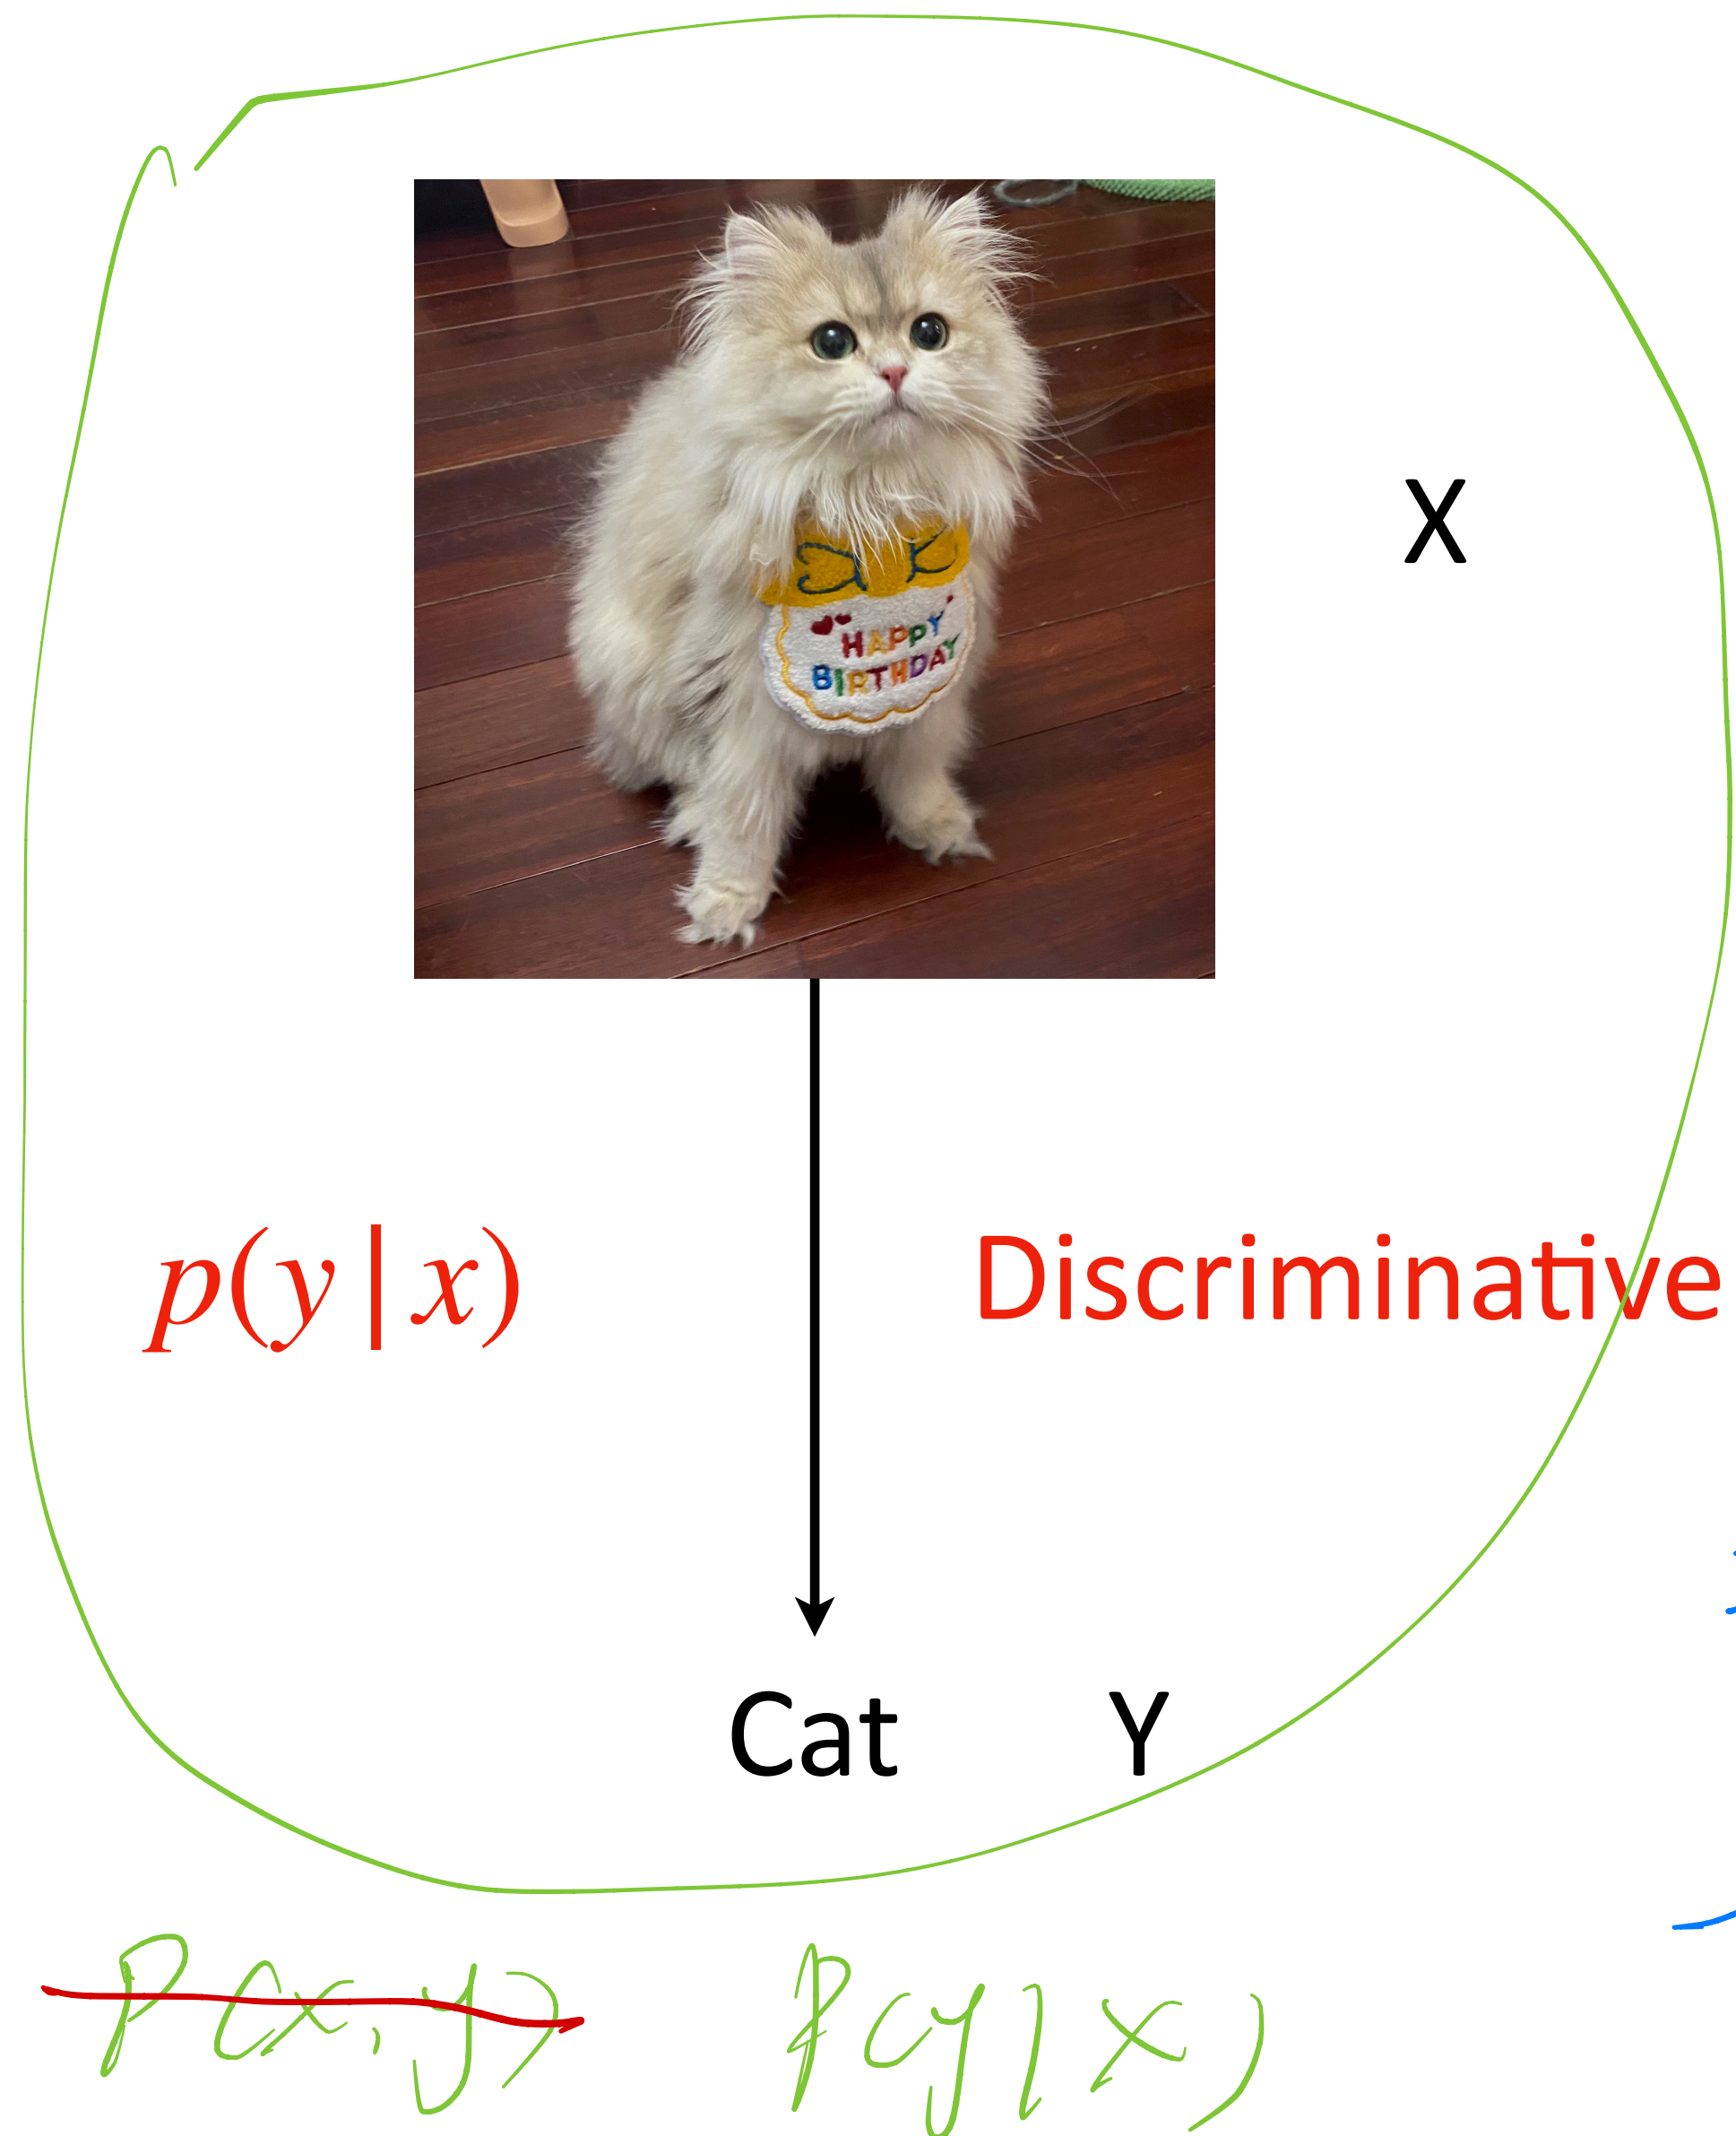 HAPPY
BIRTHDAY
X
p(y|x) Discriminative
Cat Y
P(x,y) P(y|x)